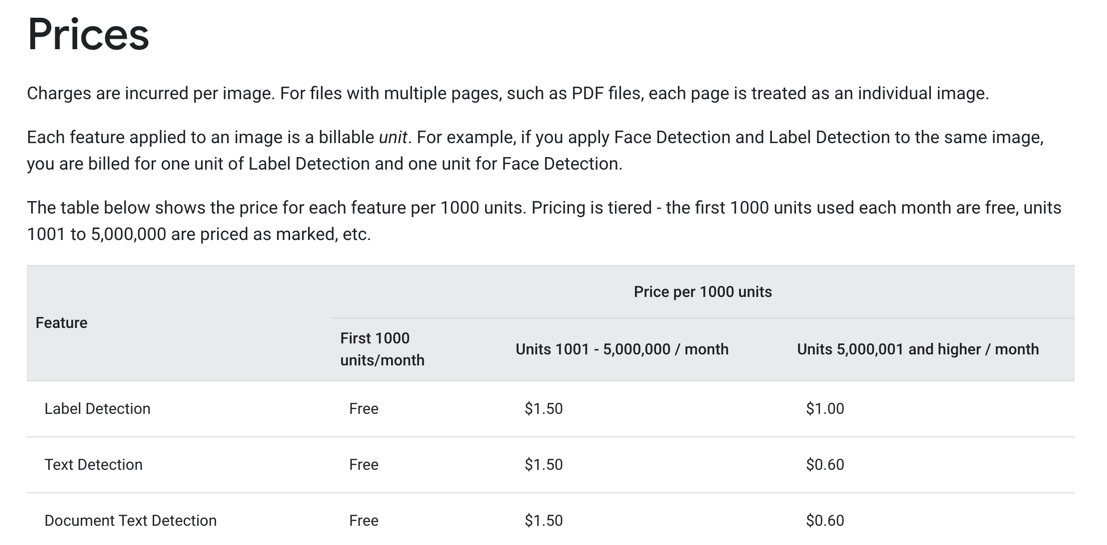 Prices
Charges are incurred per image. For files with multiple pages, such as PDF files, each page is treated as an individual image.
Each feature applied to an image is a billable unit. For example, if you apply Face Detection and Label Detection to the same image,
you are billed for one unit of Label Detection and one unit for Face Detection.
The table below shows the price for each feature per 1000 units. Pricing is tiered - the first 1000 units used each month are free, units
1001 to 5,000,000 are priced as marked, etc.
Price per 1000 units
Feature
First 1000
units/month
Units 1001 - 5,000,000 / month
Units 5,000,001 and higher / month
Label Detection Free $1.50 $1.00
Text Detection Free $1.50 $0.60
Document Text Detection Free $1.50 $0.60